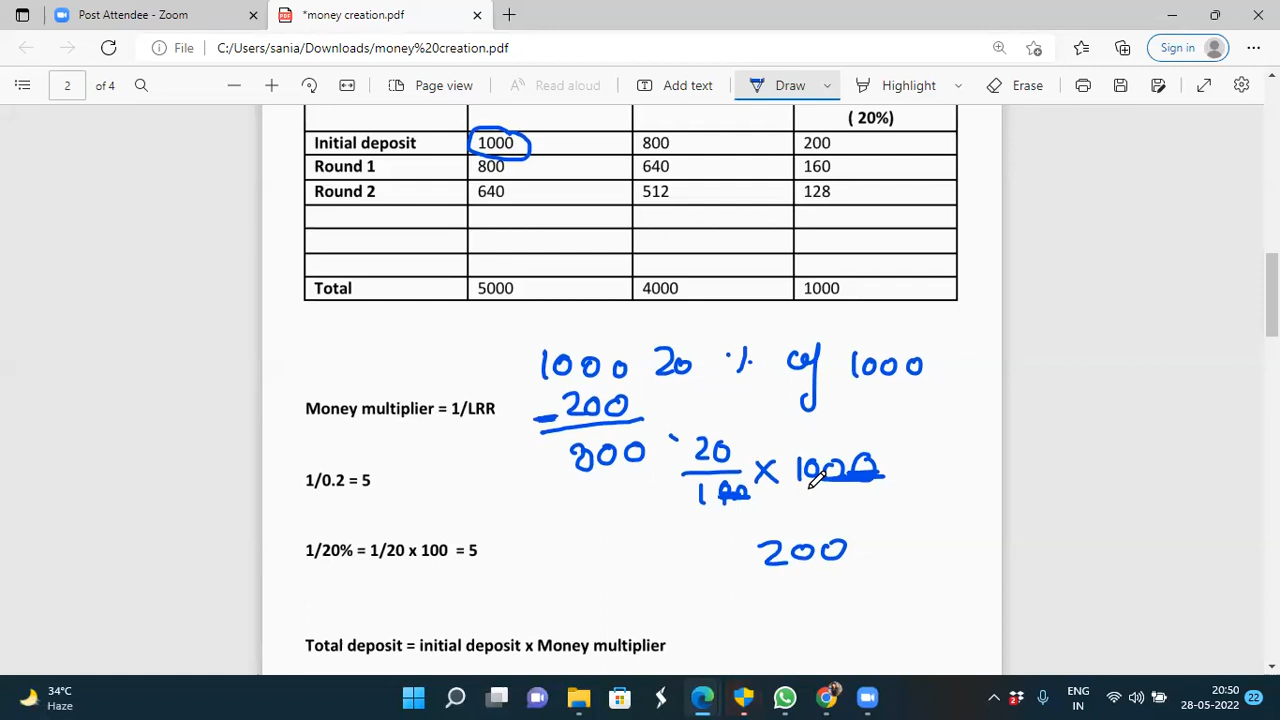 Post Attendee - Zoom
*money creation.pdf
File C:/Users/sania/Downloads/money%20creation.pdf
Sign in
2 of 4
Page view
Read aloud
Add text
Draw
Highlight
Erase
( 20%)
Initial deposit 1000 800 200
Round 1 800 640 160
Round 2 640 512 128
Total 5000 4000 1000
1000 20 % of 1000
- 200
800
20
100 X 1000
200
Money multiplier = 1/LRR
1/0.2 = 5
1/20% = 1/20 x 100 = 5
Total deposit = initial deposit x Money multiplier
34°C
Haze
ENG
IN
20:50
28-05-2022
22